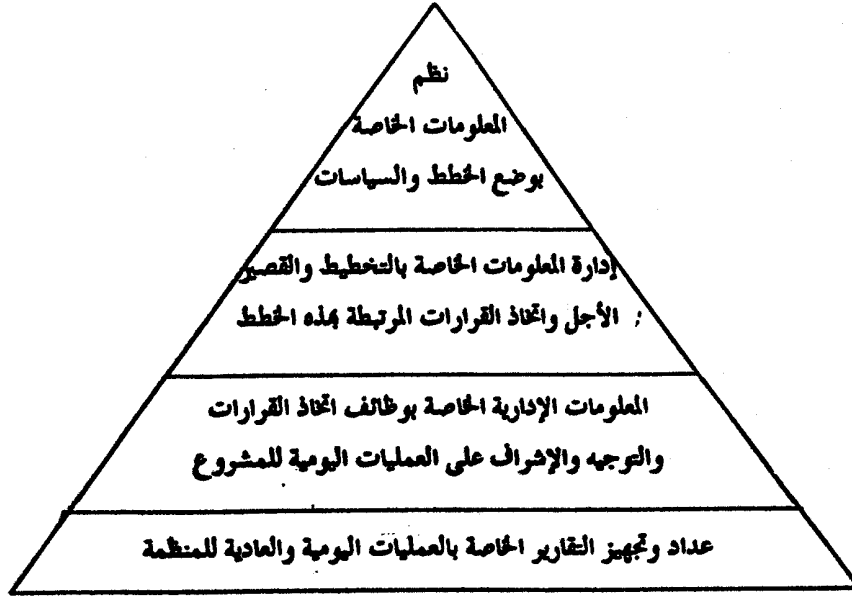 نظم
المعلومات الخاصة
بوضع الخطط والسياسات
إدارة المعلومات الخاصة بالتخطيط والقصير
الأجل واتخاذ القرارات المرتبطة بهذه الخطط
المعلومات الإدارية الخاصة بوظائف اتخاذ القرارات
والتوجيه والإشراف على العمليات اليومية للمشروع
عداد وتجهيز التقارير الخاصة بالعمليات اليومية والعادية للمنظمة